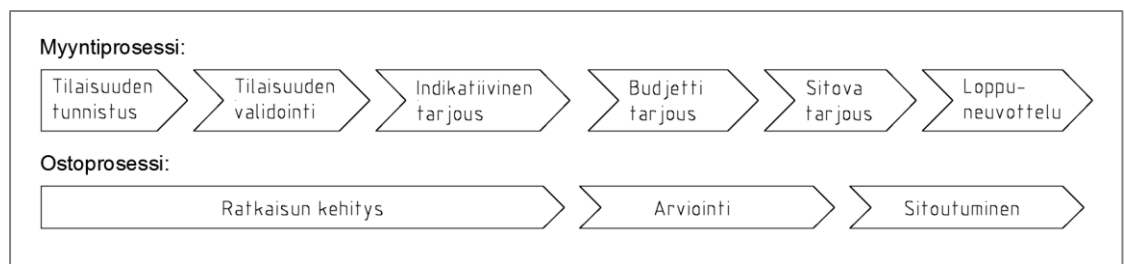 Myyntiprosessi:
Tilaisuuden
tunnistus
Tilaisuuden
validointi
Indikatiivinen
tarjous
Budjetti
tarjous
Sitova
tarjous
Loppu-
neuvottelu
Ostoprosessi:
Ratkaisun kehitys
Arviointi
Sitoutuminen